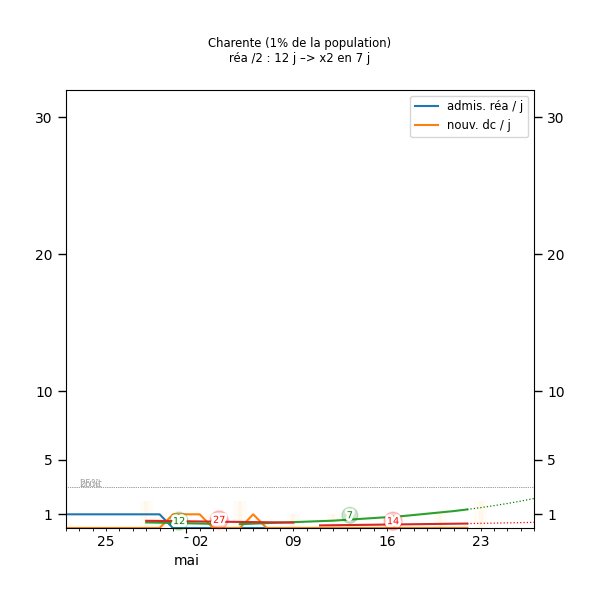 Charente (1% de la population)
réa /2 : 12 j –> x2 en 7 j
admis. réa / j
nouv. dc / j
30 30
20 20
10 10
5 5
1 1
12 27 7 14
25 02 09 16 23
mai